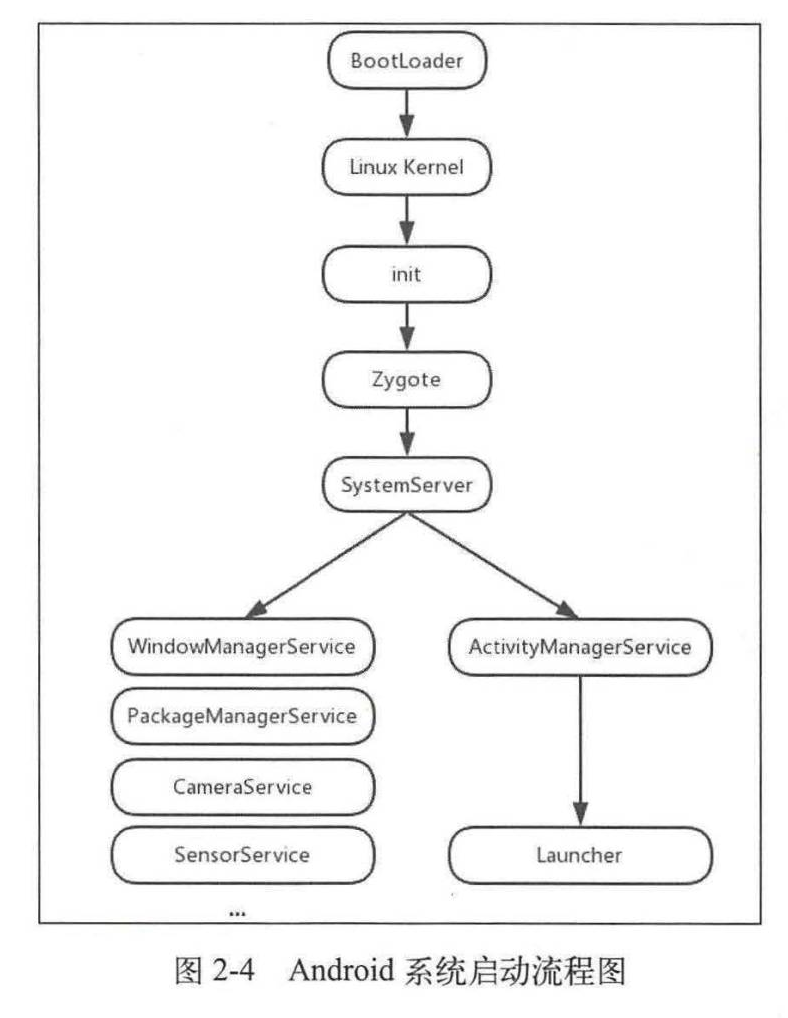 BootLoader
Linux Kernel
init
Zygote
SystemServer
WindowManagerService
ActivityManagerService
PackageManagerService
CameraService
SensorService
Launcher
...
图 2-4 Android 系统启动流程图